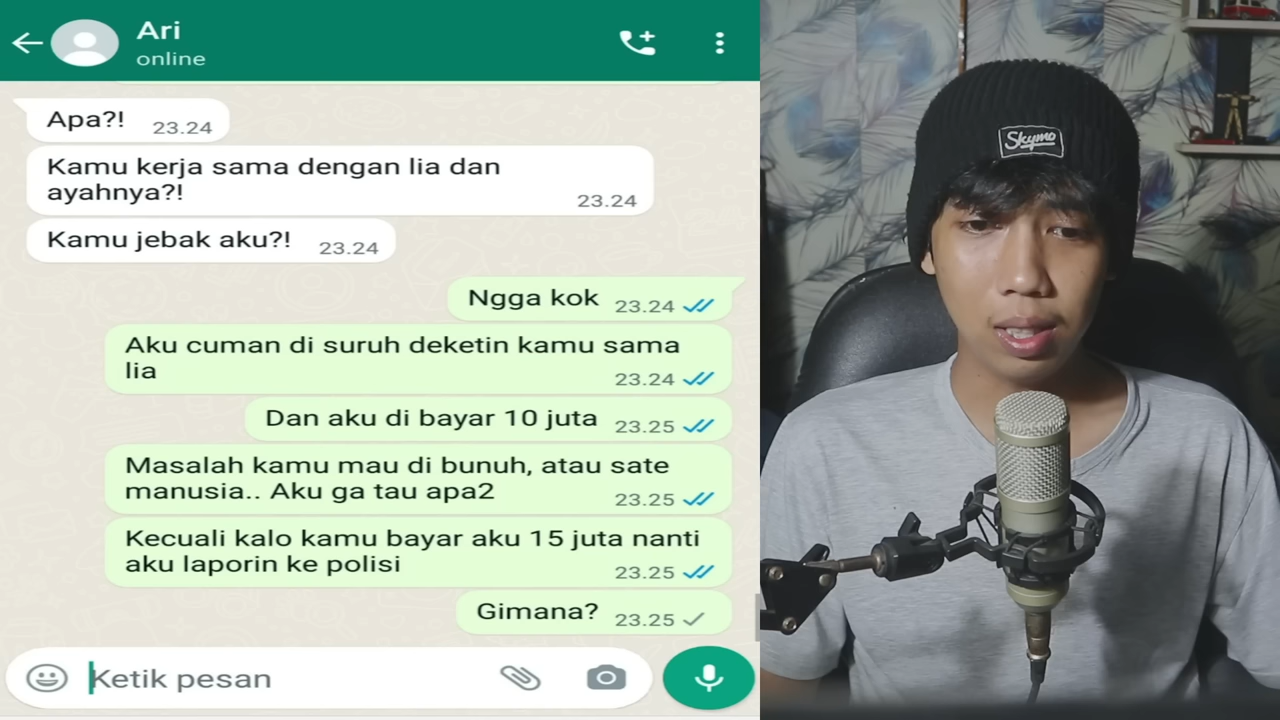 Ari
online
Apa?! 23.24
Kamu kerja sama dengan lia dan
ayahnya?! 23.24
Kamu jebak aku?! 23.24
Ngga kok 23.24
Aku cuman di suruh deketin kamu sama
lia 23.24
Dan aku di bayar 10 juta 23.25
Masalah kamu mau di bunuh, atau sate
manusia.. Aku ga tau apa2 23.25
Kecuali kalo kamu bayar aku 15 juta nanti
aku laporin ke polisi 23.25
Gimana? 23.25
Ketik pesan
Skymo